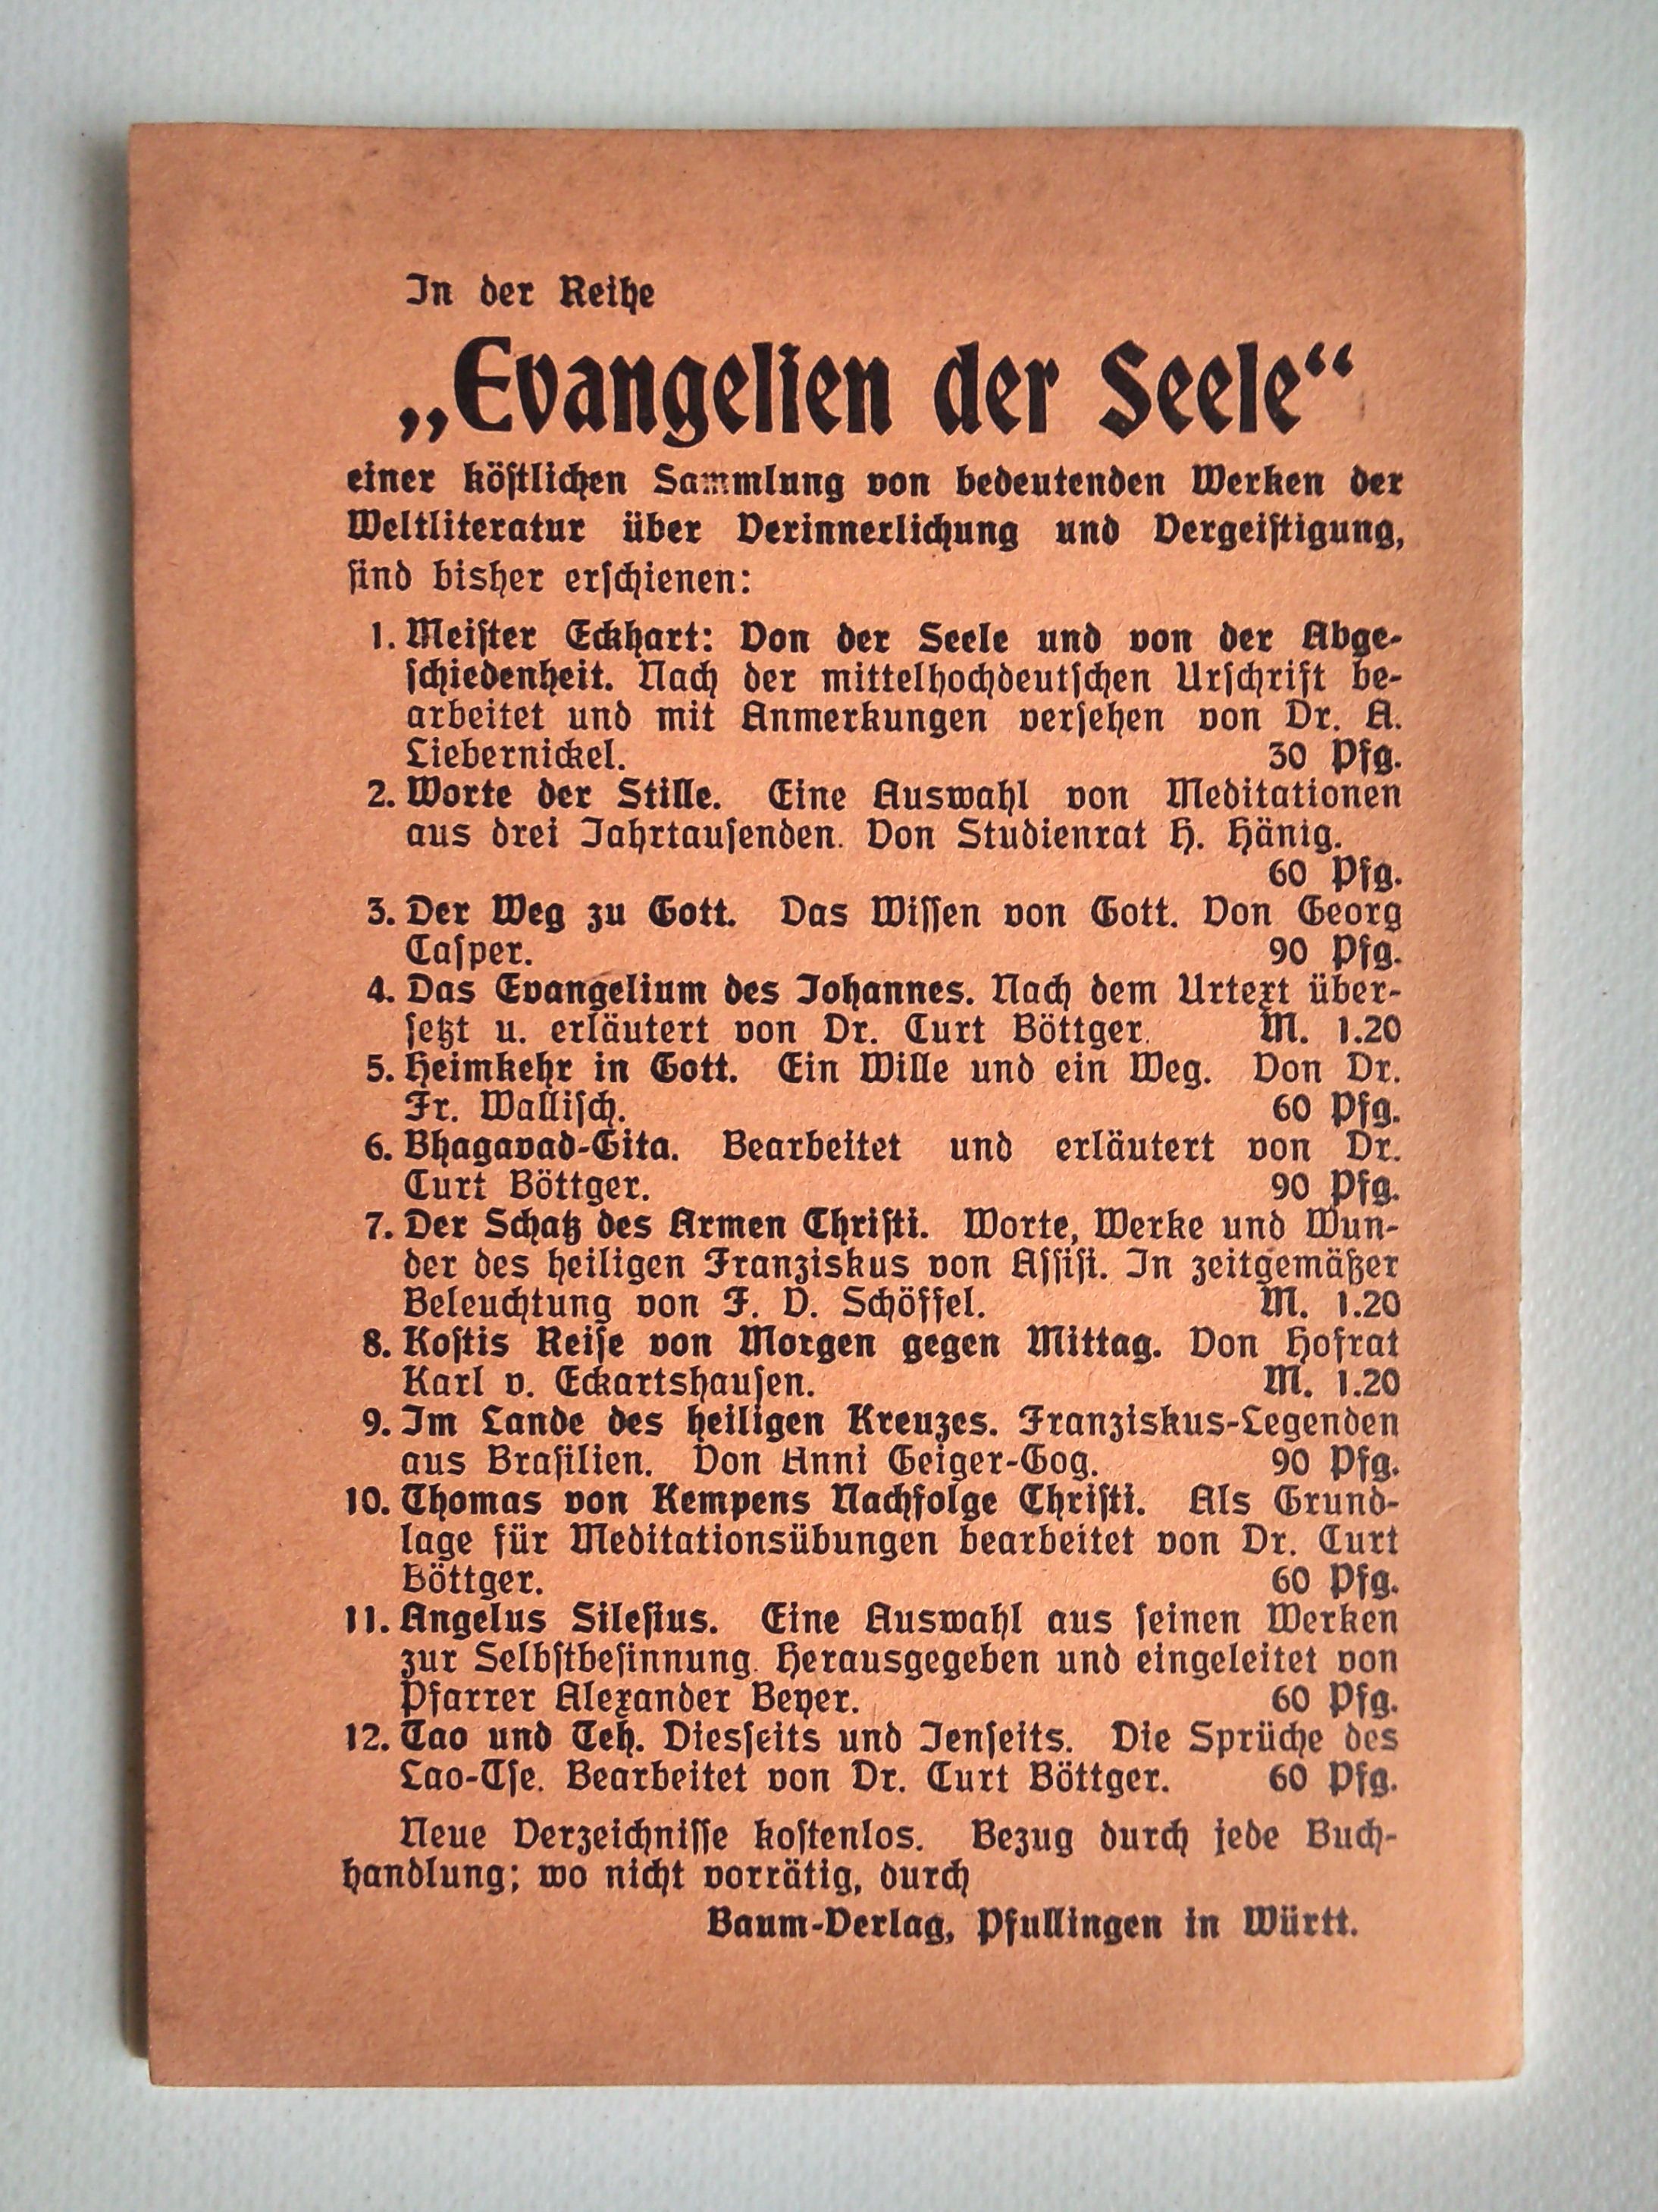 In der Reihe
„Evangelien der Seele“
einer köſtlichen Sammlung von bedeutenden Werken der
Weltliteratur über Verinnerlichung und Vergeiſtigung,
ſind bisher erſchienen:
1. Meiſter Eckhart: Von der Seele und von der Abge-
ſchiedenheit. Nach der mittelhochdeutſchen Urſchrift be-
arbeitet und mit Anmerkungen verſehen von Dr. A.
Liebernickel. 30 Pfg.
2. Worte der Stille. Eine Auswahl von Meditationen
aus drei Jahrtauſenden. Von Studienrat H. Hänig.
60 Pfg.
3. Der Weg zu Gott. Das Wiſſen von Gott. Von Georg
Caſper. 90 Pfg.
4. Das Evangelium des Johannes. Nach dem Urtext über-
ſetzt u. erläutert von Dr. Curt Böttger. M. 1.20
5. Heimkehr in Gott. Ein Wille und ein Weg. Von Dr.
Fr. Walliſch. 60 Pfg.
6. Bhagavad-Gita. Bearbeitet und erläutert von Dr.
Curt Böttger. 90 Pfg.
7. Der Schatz des Armen Chriſti. Worte, Werke und Wun-
der des heiligen Franziskus von Aſſiſi. In zeitgemäßer
Beleuchtung von F. V. Schöffel. M. 1.20
8. Koſtis Reiſe von Morgen gegen Mittag. Von Hofrat
Karl v. Eckartshauſen. M. 1.20
9. Im Lande des heiligen Kreuzes. Franziskus-Legenden
aus Braſilien. Von Anni Geiger-Gog. 90 Pfg.
10. Thomas von Kempens Nachfolge Chriſti. Als Grund-
lage für Meditationsübungen bearbeitet von Dr. Curt
Böttger. 60 Pfg.
11. Angelus Sileſius. Eine Auswahl aus ſeinen Werken
zur Selbſtbeſinnung. Herausgegeben und eingeleitet von
Pfarrer Alexander Beyer. 60 Pfg.
12. Tao und Teh. Diesſeits und Jenſeits. Die Sprüche des
Lao-Tſe. Bearbeitet von Dr. Curt Böttger. 60 Pfg.
Neue Verzeichniſſe koſtenlos. Bezug durch jede Buch-
handlung; wo nicht vorrätig, durch
Baum-Verlag, Pfullingen in Württ.